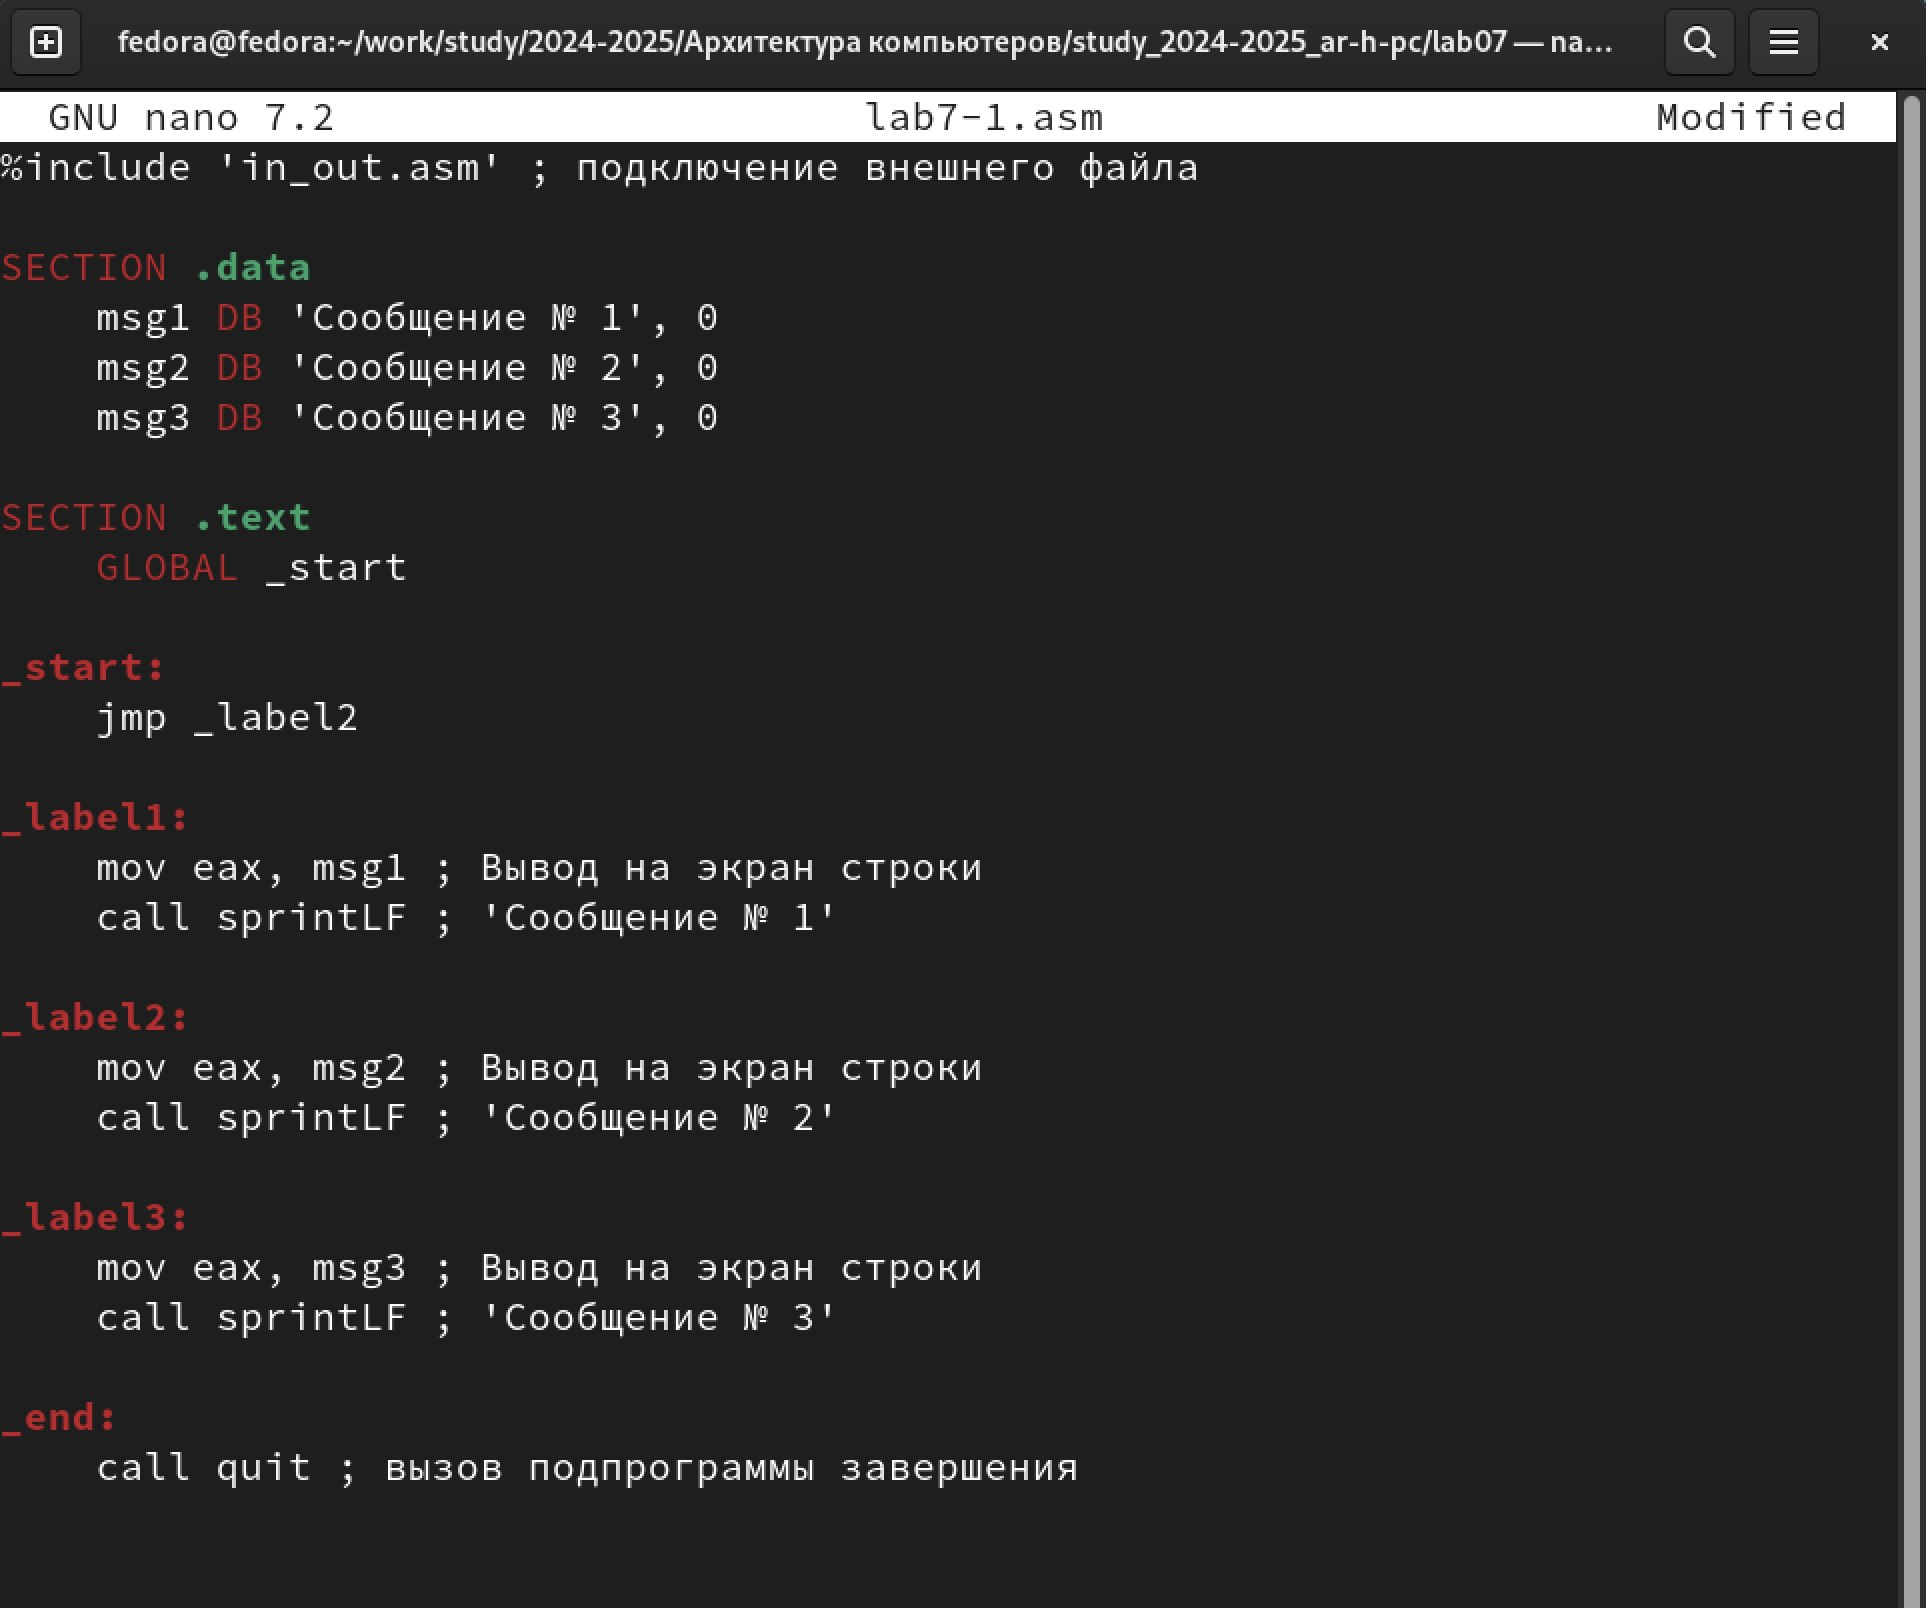 fedora@fedora:~/work/study/2024-2025/Архитектура компьютеров/study_2024-2025_ar-h-pc/lab07 — na...
GNU nano 7.2 lab7-1.asm Modified
%include 'in_out.asm' ; подключение внешнего файла
SECTION .data
msg1 DB 'Сообщение № 1', 0
msg2 DB 'Сообщение № 2', 0
msg3 DB 'Сообщение № 3', 0
SECTION .text
GLOBAL _start
_start:
jmp _label2
_label1:
mov eax, msg1 ; Вывод на экран строки
call sprintLF ; 'Сообщение № 1'
_label2:
mov eax, msg2 ; Вывод на экран строки
call sprintLF ; 'Сообщение № 2'
_label3:
mov eax, msg3 ; Вывод на экран строки
call sprintLF ; 'Сообщение № 3'
_end:
call quit ; вызов подпрограммы завершения